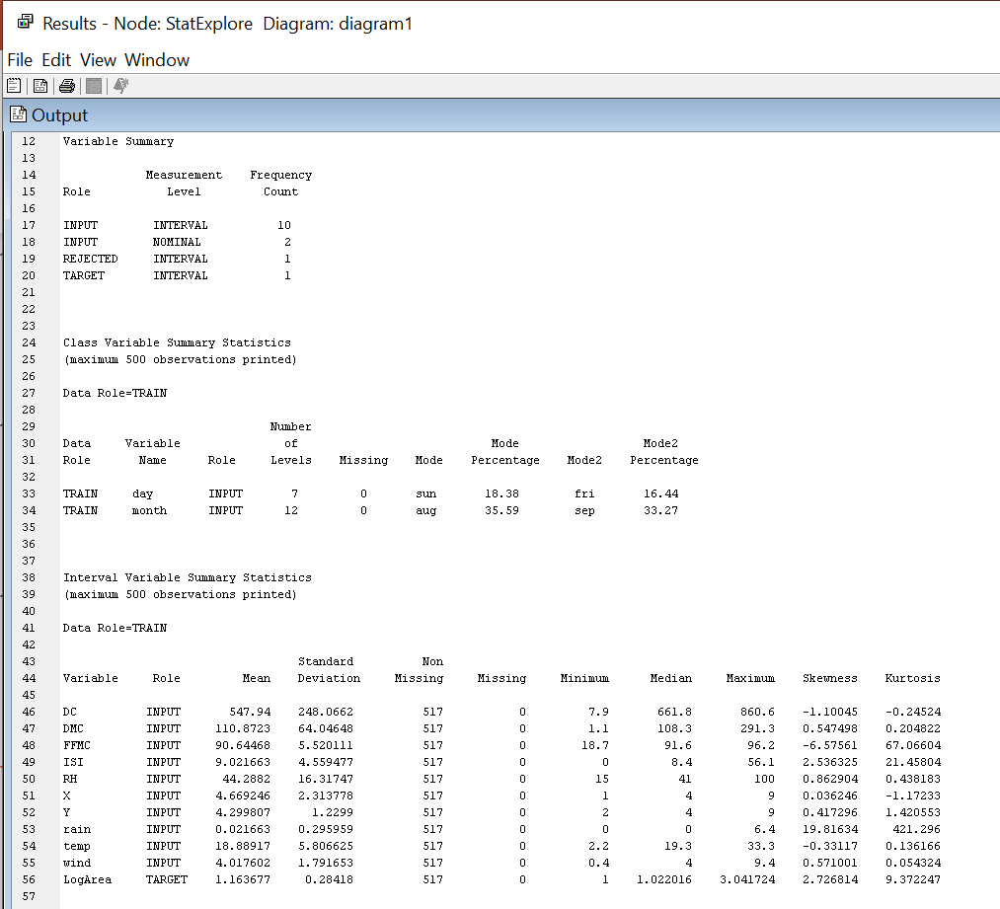 Results - Node: StatExplore Diagram: diagram1
File Edit View Window
Output
12 Variable Summary
13
14 Measurement Frequency
15 Role Level Count
16
17 INPUT INTERVAL 10
18 INPUT NOMINAL 2
19 REJECTED INTERVAL 1
20 TARGET INTERVAL 1
21
22
23
24 Class Variable Summary Statistics
25 (maximum 500 observations printed)
26
27 Data Role=TRAIN
28
29 Number
30 Data Variable of Mode Mode2
31 Role Name Role Levels Missing Mode Percentage Mode2 Percentage
32
33 TRAIN day INPUT 7 0 sun 18.38 fri 16.44
34 TRAIN month INPUT 12 0 aug 35.59 sep 33.27
35
36
37
38 Interval Variable Summary Statistics
39 (maximum 500 observations printed)
40
41 Data Role=TRAIN
42
43 Standard Non
44 Variable Role Mean Deviation Missing Missing Minimum Median Maximum Skewness Kurtosis
45
46 DC INPUT 547.94 248.0662 517 0 7.9 661.8 860.6 -1.10045 -0.24524
47 DMC INPUT 110.8723 64.04648 517 0 1.1 108.3 291.3 0.547498 0.204822
48 FFMC INPUT 90.64468 5.520111 517 0 18.7 91.6 96.2 -6.57561 67.06604
49 ISI INPUT 9.021663 4.559477 517 0 0 8.4 56.1 2.536325 21.45804
50 RH INPUT 44.2882 16.31747 517 0 15 41 100 0.862904 0.438183
51 X INPUT 4.669246 2.313778 517 0 1 4 9 0.036246 -1.17233
52 Y INPUT 4.299807 1.2299 517 0 2 4 9 0.417296 1.420553
53 rain INPUT 0.021663 0.295959 517 0 0 0 6.4 19.81634 421.296
54 temp INPUT 18.88917 5.806625 517 0 2.2 19.3 33.3 -0.33117 0.136166
55 wind INPUT 4.017602 1.791653 517 0 0.4 4 9.4 0.571001 0.054324
56 LogArea TARGET 1.163677 0.28418 517 0 1 1.022016 3.041724 2.726814 9.372247
57